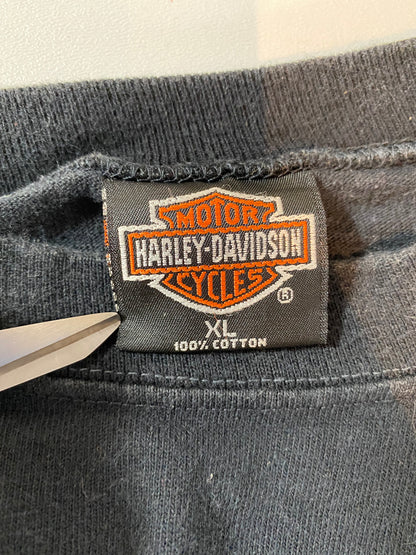 MOTOR
HARLEY-DAVIDSON
CYCLES
®
XL
100% COTTON